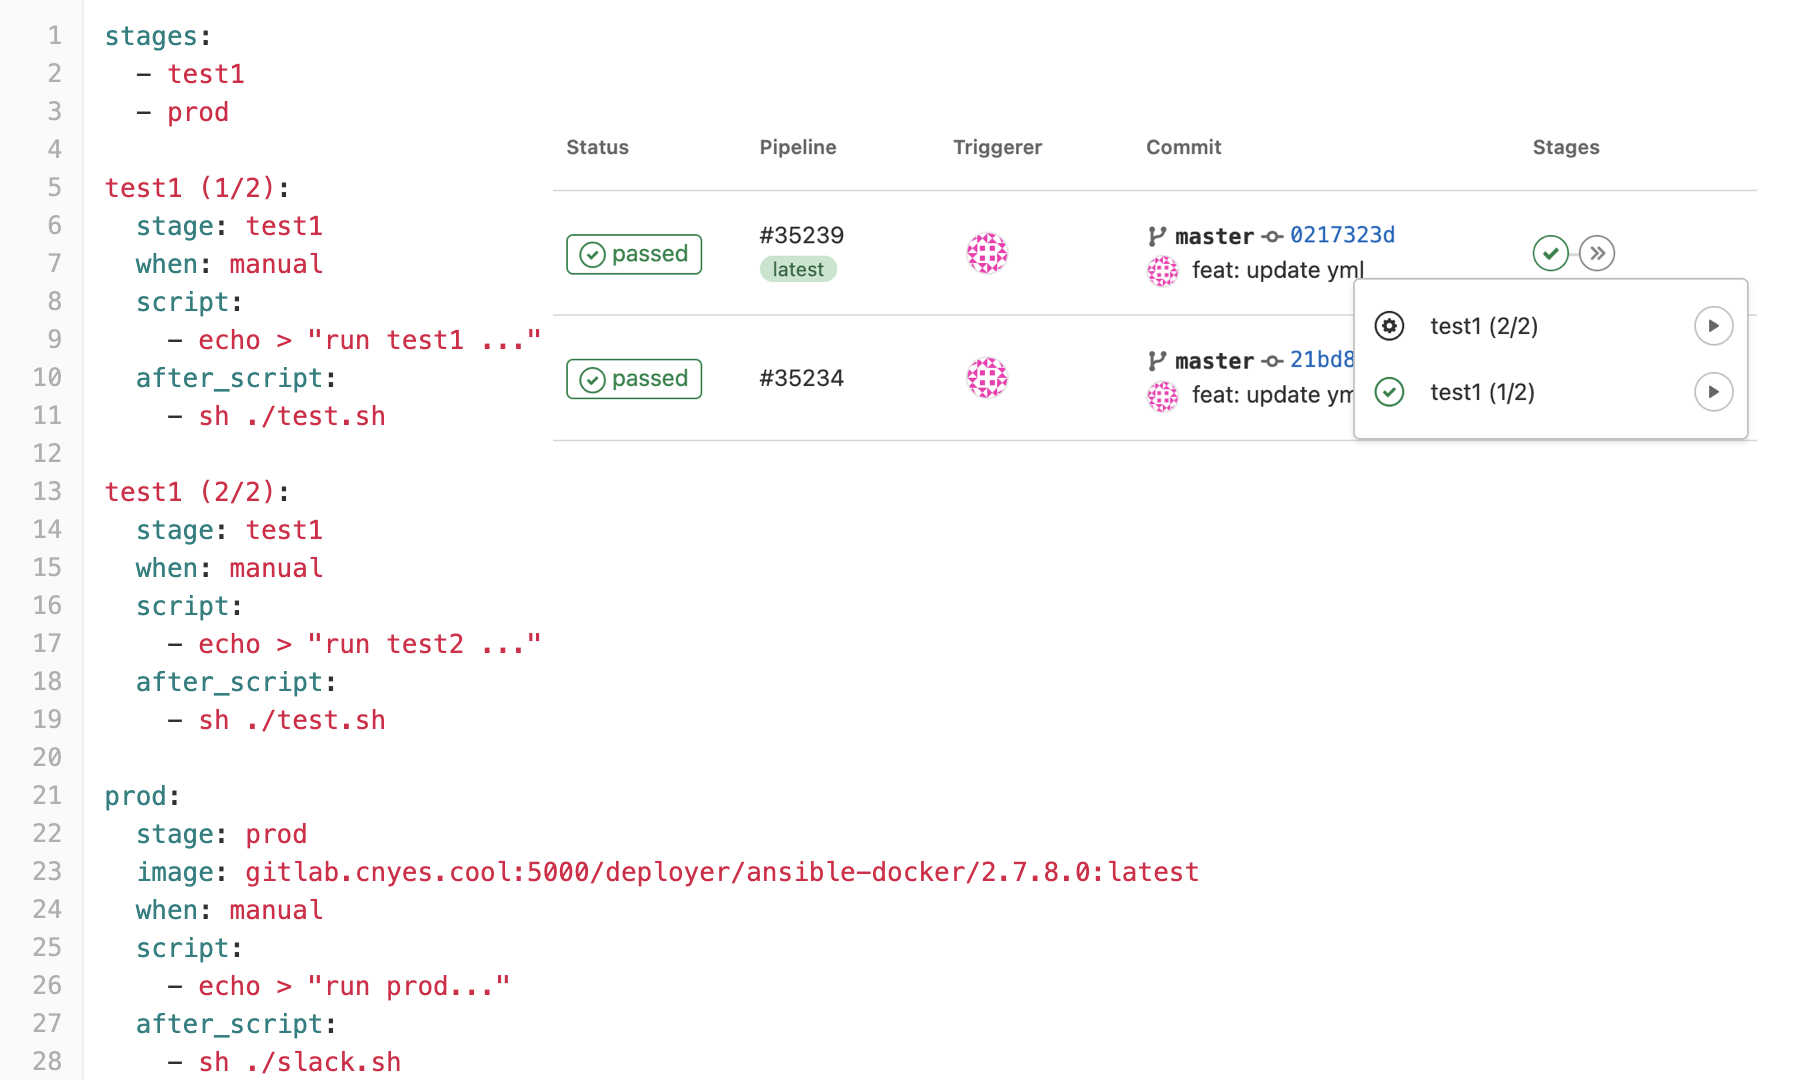 1 stages:
2 - test1
3 - prod
4
5 test1 (1/2):
6 stage: test1
7 when: manual
8 script:
9 - echo > "run test1 ..."
10 after_script:
11 - sh ./test.sh
12
13 test1 (2/2):
14 stage: test1
15 when: manual
16 script:
17 - echo > "run test2 ..."
18 after_script:
19 - sh ./test.sh
20
21 prod:
22 stage: prod
23 image: gitlab.cnyes.cool:5000/deployer/ansible-docker/2.7.8.0:latest
24 when: manual
25 script:
26 - echo > "run prod..."
27 after_script:
28 - sh ./slack.sh
Status Pipeline Triggerer Commit Stages
passed #35239 master 0217323d
latest feat: update yml
passed #35234 master 21bd8
feat: update ym
test1 (2/2)
test1 (1/2)